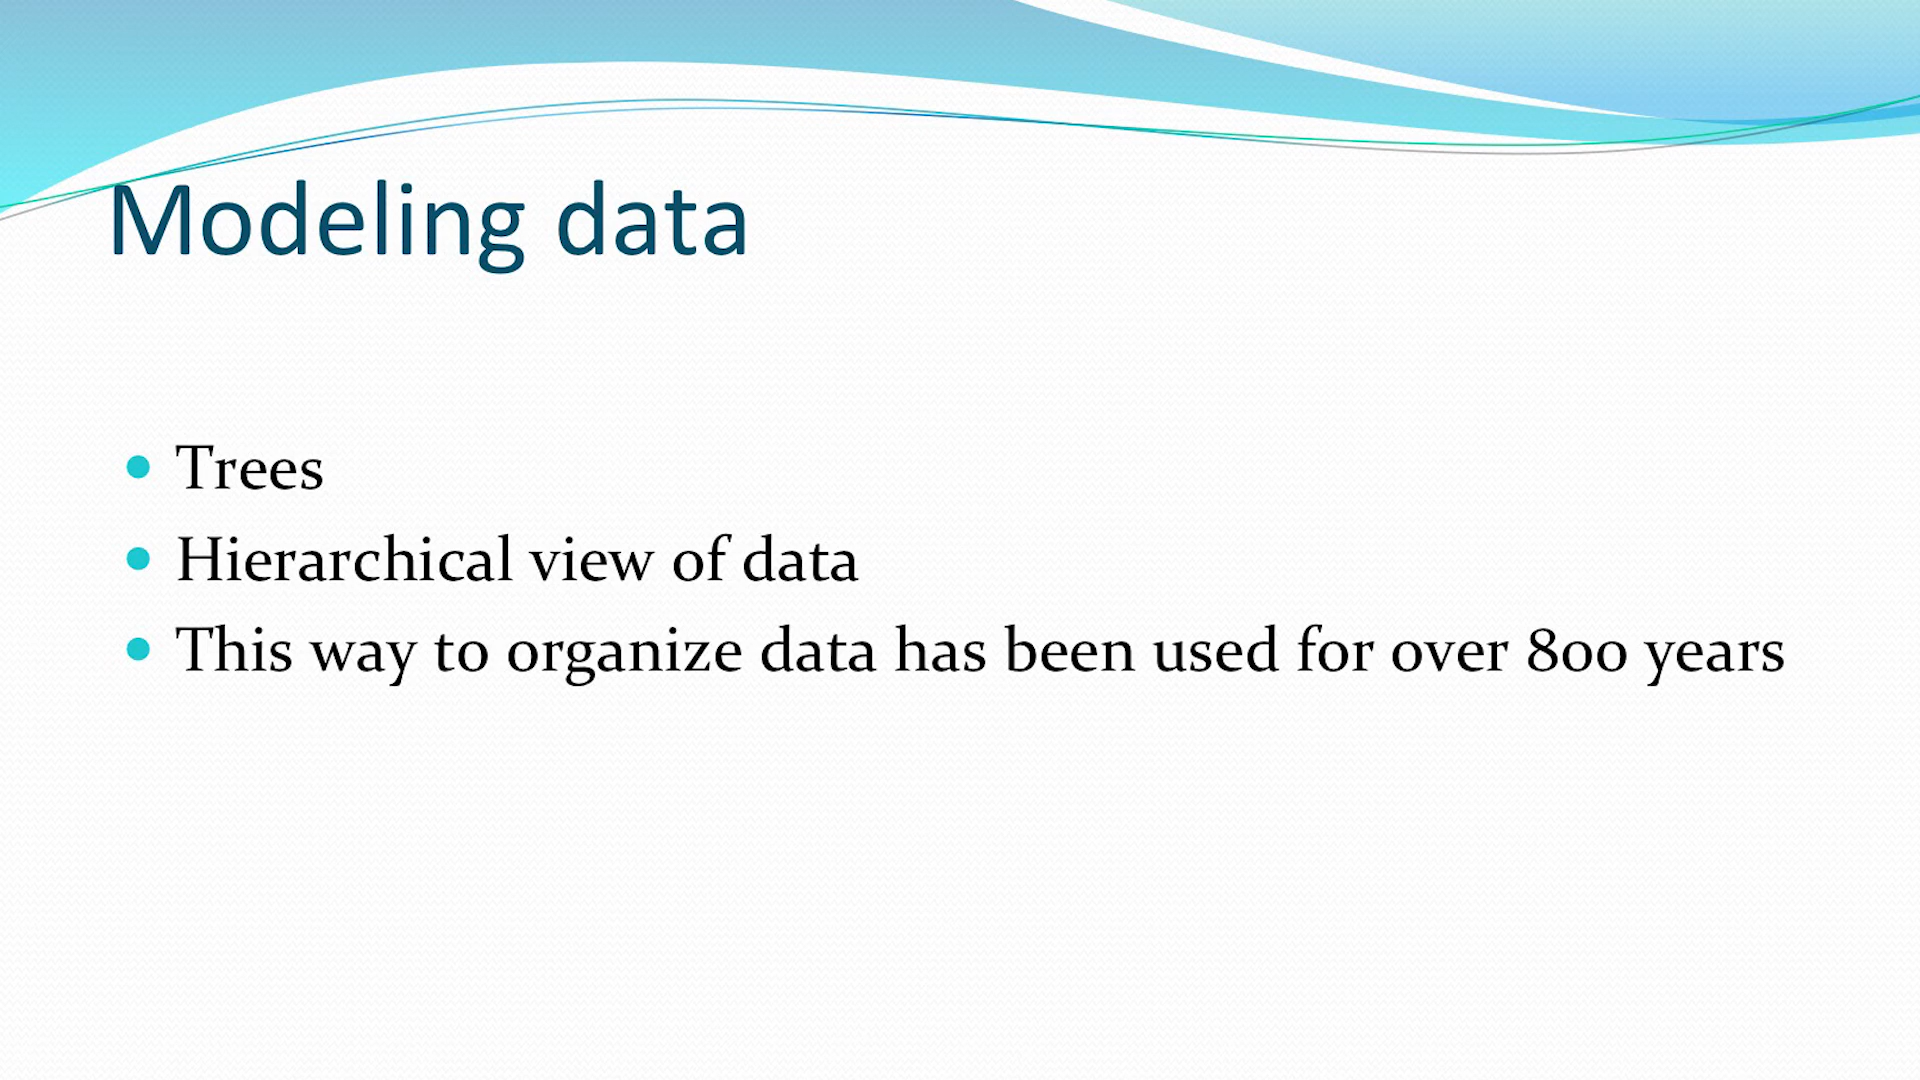 Modeling data
Trees
Hierarchical view of data
This way to organize data has been used for over 800 years